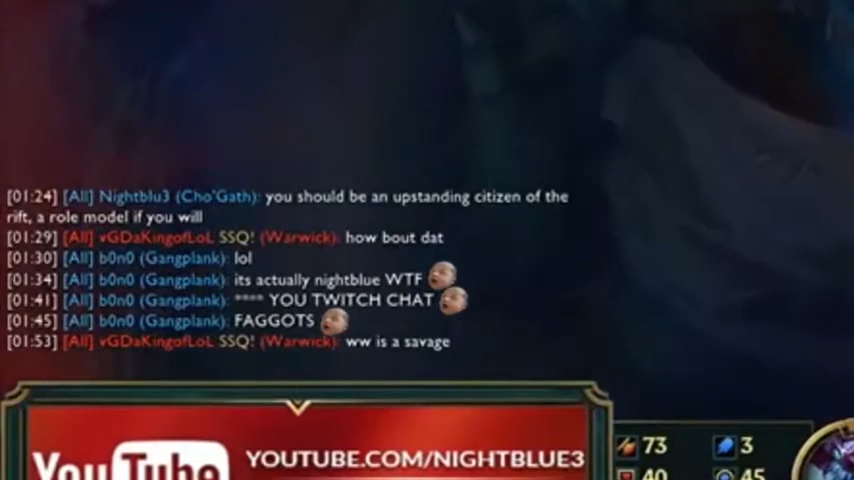 [01:24] [All] Nightblu3 (Cho'Gath): you should be an upstanding citizen of the
rift, a role model if you will
[01:29] [All] vGDaKingofLoL SSQ! (Warwick): how bout dat
[01:30] [All] b0n0 (Gangplank): lol
[01:34] [All] b0n0 (Gangplank): its actually nightblue WTF
[01:41] [All] b0n0 (Gangplank): **** YOU TWITCH CHAT
[01:45] [All] b0n0 (Gangplank): FAGGOTS
[01:53] [All] vGDaKingofLoL SSQ! (Warwick): ww is a savage
73 3
YouTube YOUTUBE.COM/NIGHTBLUE3
40 45